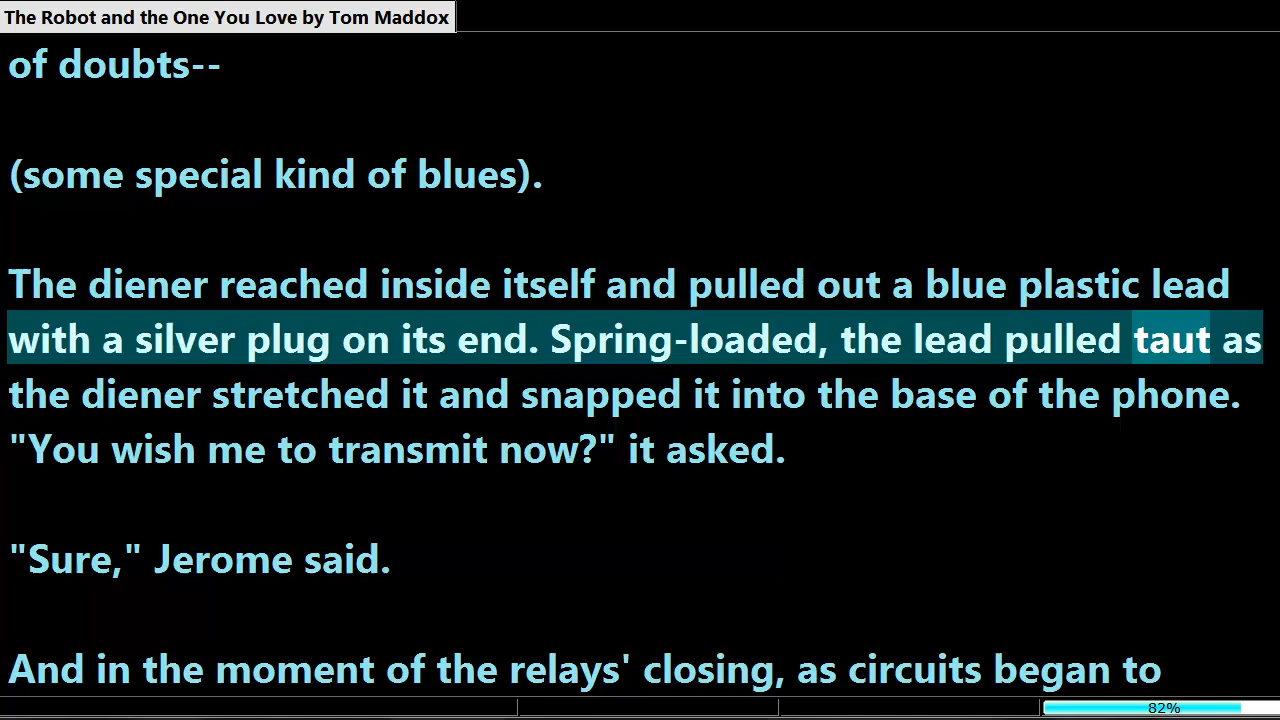 The Robot and the One You Love by Tom Maddox
of doubts--
(some special kind of blues).
The diener reached inside itself and pulled out a blue plastic lead
with a silver plug on its end. Spring-loaded, the lead pulled taut as
the diener stretched it and snapped it into the base of the phone.
"You wish me to transmit now?" it asked.
"Sure," Jerome said.
And in the moment of the relays' closing, as circuits began to
82%